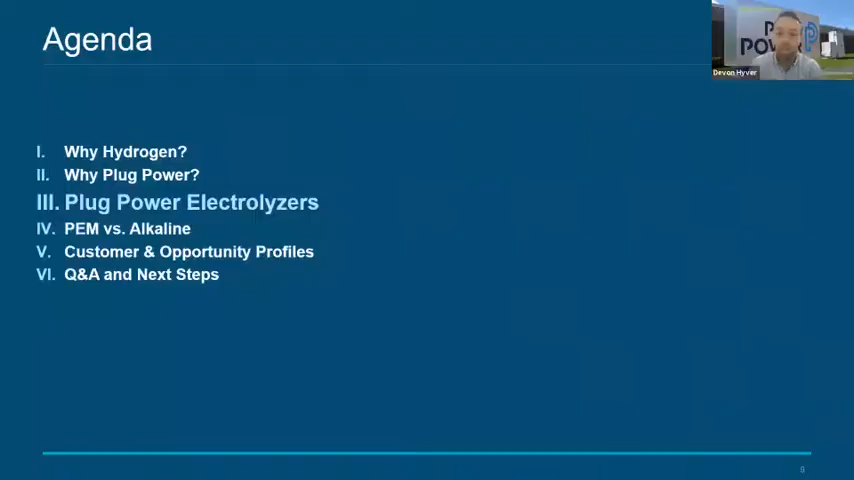 Agenda
Devon Hyver
I. Why Hydrogen?
II. Why Plug Power?
III. Plug Power Electrolyzers
IV. PEM vs. Alkaline
V. Customer & Opportunity Profiles
VI. Q&A and Next Steps